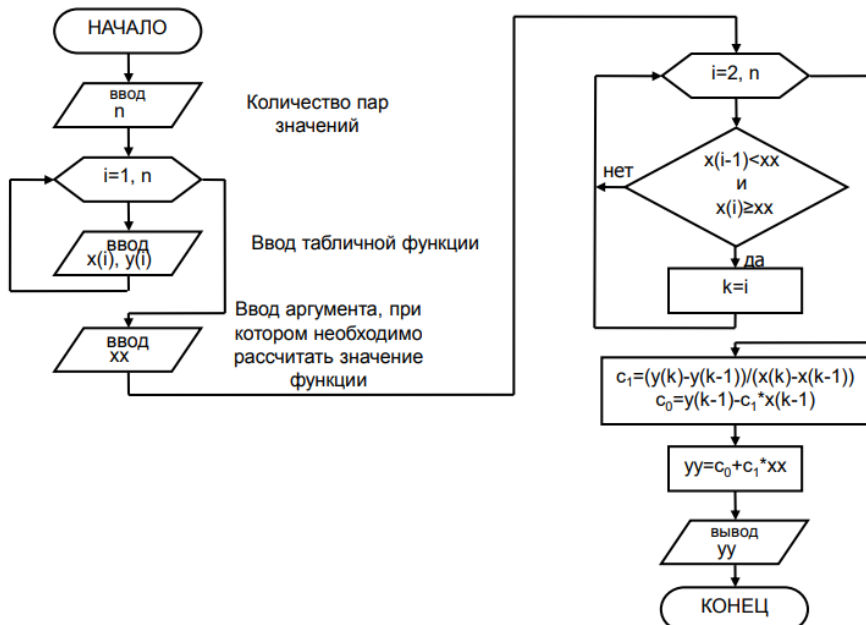 НАЧАЛО
ввод
n
Количество пар
значений
i=1, n
ввод
x(i), y(i)
Ввод табличной функции
Ввод аргумента, при
котором необходимо
рассчитать значение
функции
ввод
xx
i=2, n
x(i-1)<xx
и
x(i)≥xx
нет
да
k=i
c₁=(y(k)-y(k-1))/(x(k)-x(k-1))
c₀=y(k-1)-c₁*x(k-1)
yy=c₀+c₁*xx
вывод
yy
КОНЕЦ